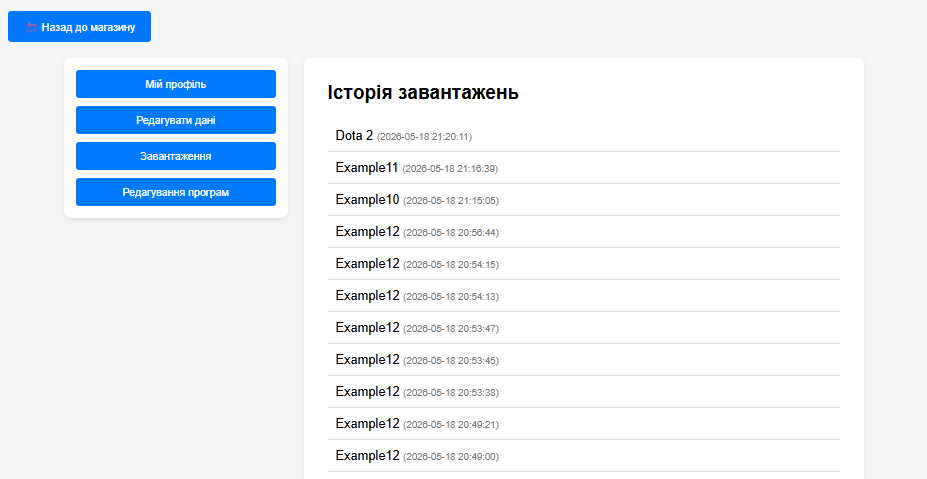 Назад до магазину
Мій профіль
Редагувати дані
Завантаження
Редагування програм
Історія завантажень
Dota 2 (2026-05-18 21:20:11)
Example11 (2026-05-18 21:16:39)
Example10 (2026-05-18 21:15:05)
Example12 (2026-05-18 20:56:44)
Example12 (2026-05-18 20:54:15)
Example12 (2026-05-18 20:54:13)
Example12 (2026-05-18 20:53:47)
Example12 (2026-05-18 20:53:45)
Example12 (2026-05-18 20:53:38)
Example12 (2026-05-18 20:49:21)
Example12 (2026-05-18 20:49:00)